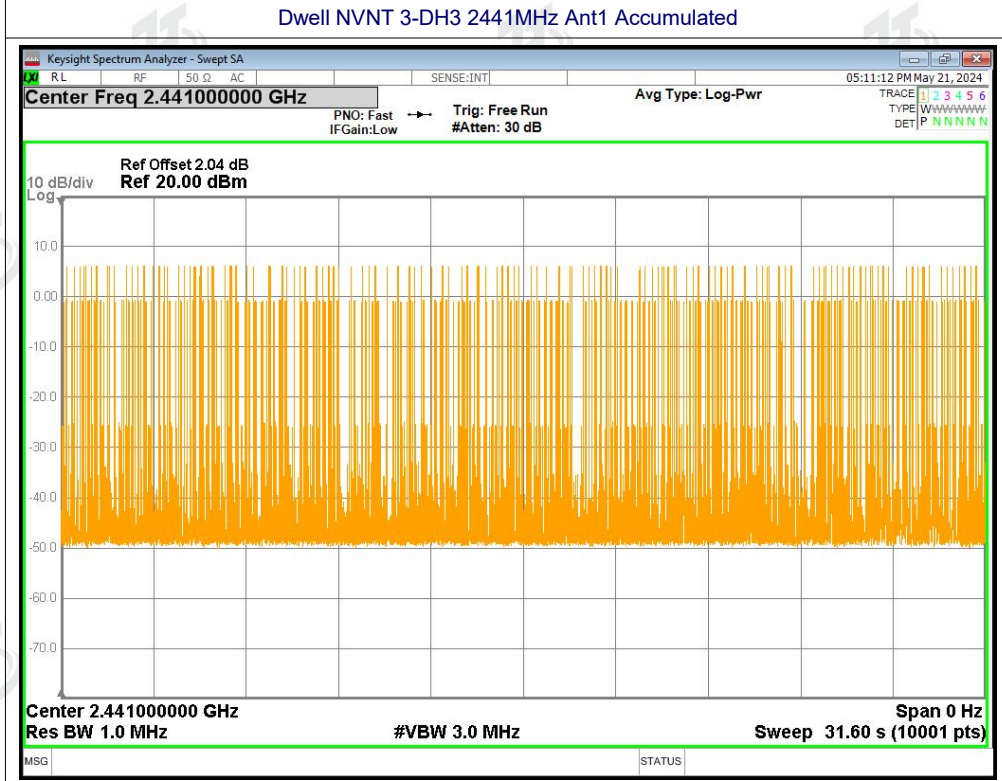 Dwell NVNT 3-DH3 2441MHz Ant1 Accumulated
Keysight Spectrum Analyzer - Swept SA
LXI RL RF 50 Ω AC SENSE:INT 05:11:12 PM May 21, 2024
Center Freq 2.441000000 GHz Avg Type: Log-Pwr TRACE 1 2 3 4 5 6
PNO: Fast Trig: Free Run TYPE WWWWWW
IFGain:Low #Atten: 30 dB DET P N N N N N
Ref Offset 2.04 dB
10 dB/div Ref 20.00 dBm
Log
10.0
0.00
-10.0
-20.0
-30.0
-40.0
-50.0
-60.0
-70.0
Center 2.441000000 GHz Span 0 Hz
Res BW 1.0 MHz #VBW 3.0 MHz Sweep 31.60 s (10001 pts)
MSG STATUS